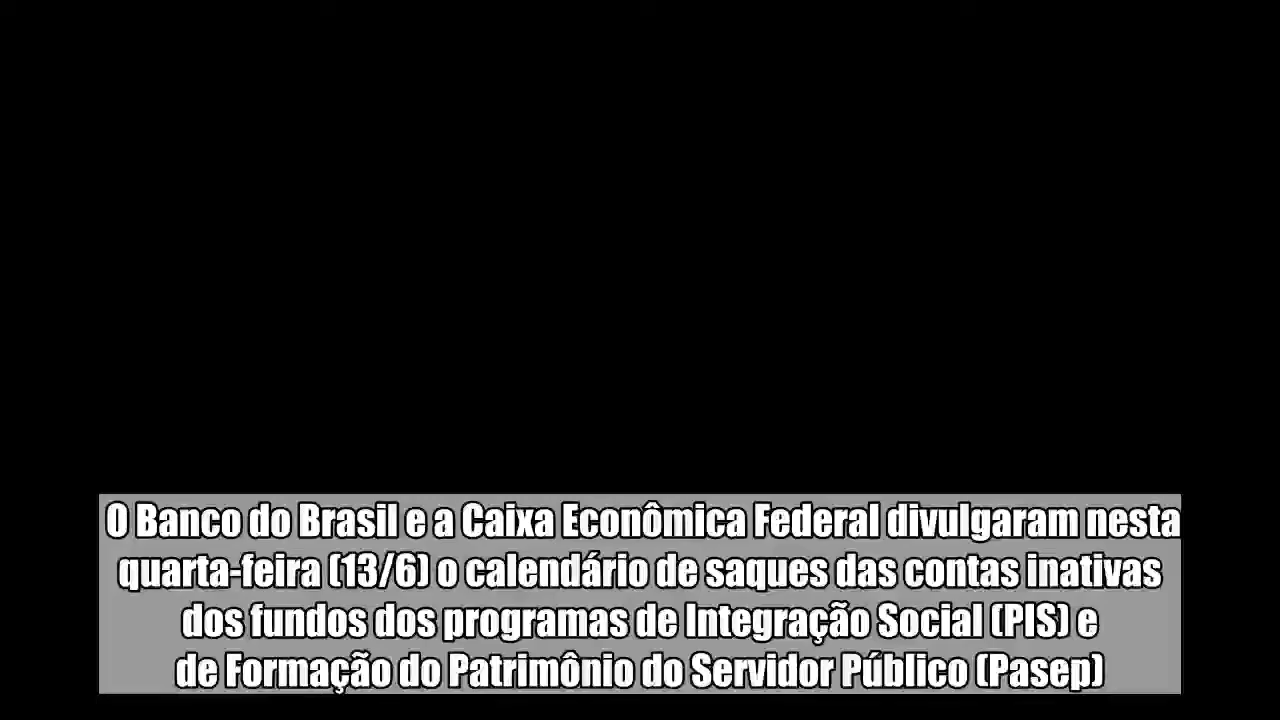 O Banco do Brasil e a Caixa Econômica Federal divulgaram nesta
quarta-feira (13/6) o calendário de saques das contas inativas
dos fundos dos programas de Integração Social (PIS) e
de Formação do Patrimônio do Servidor Público (Pasep)